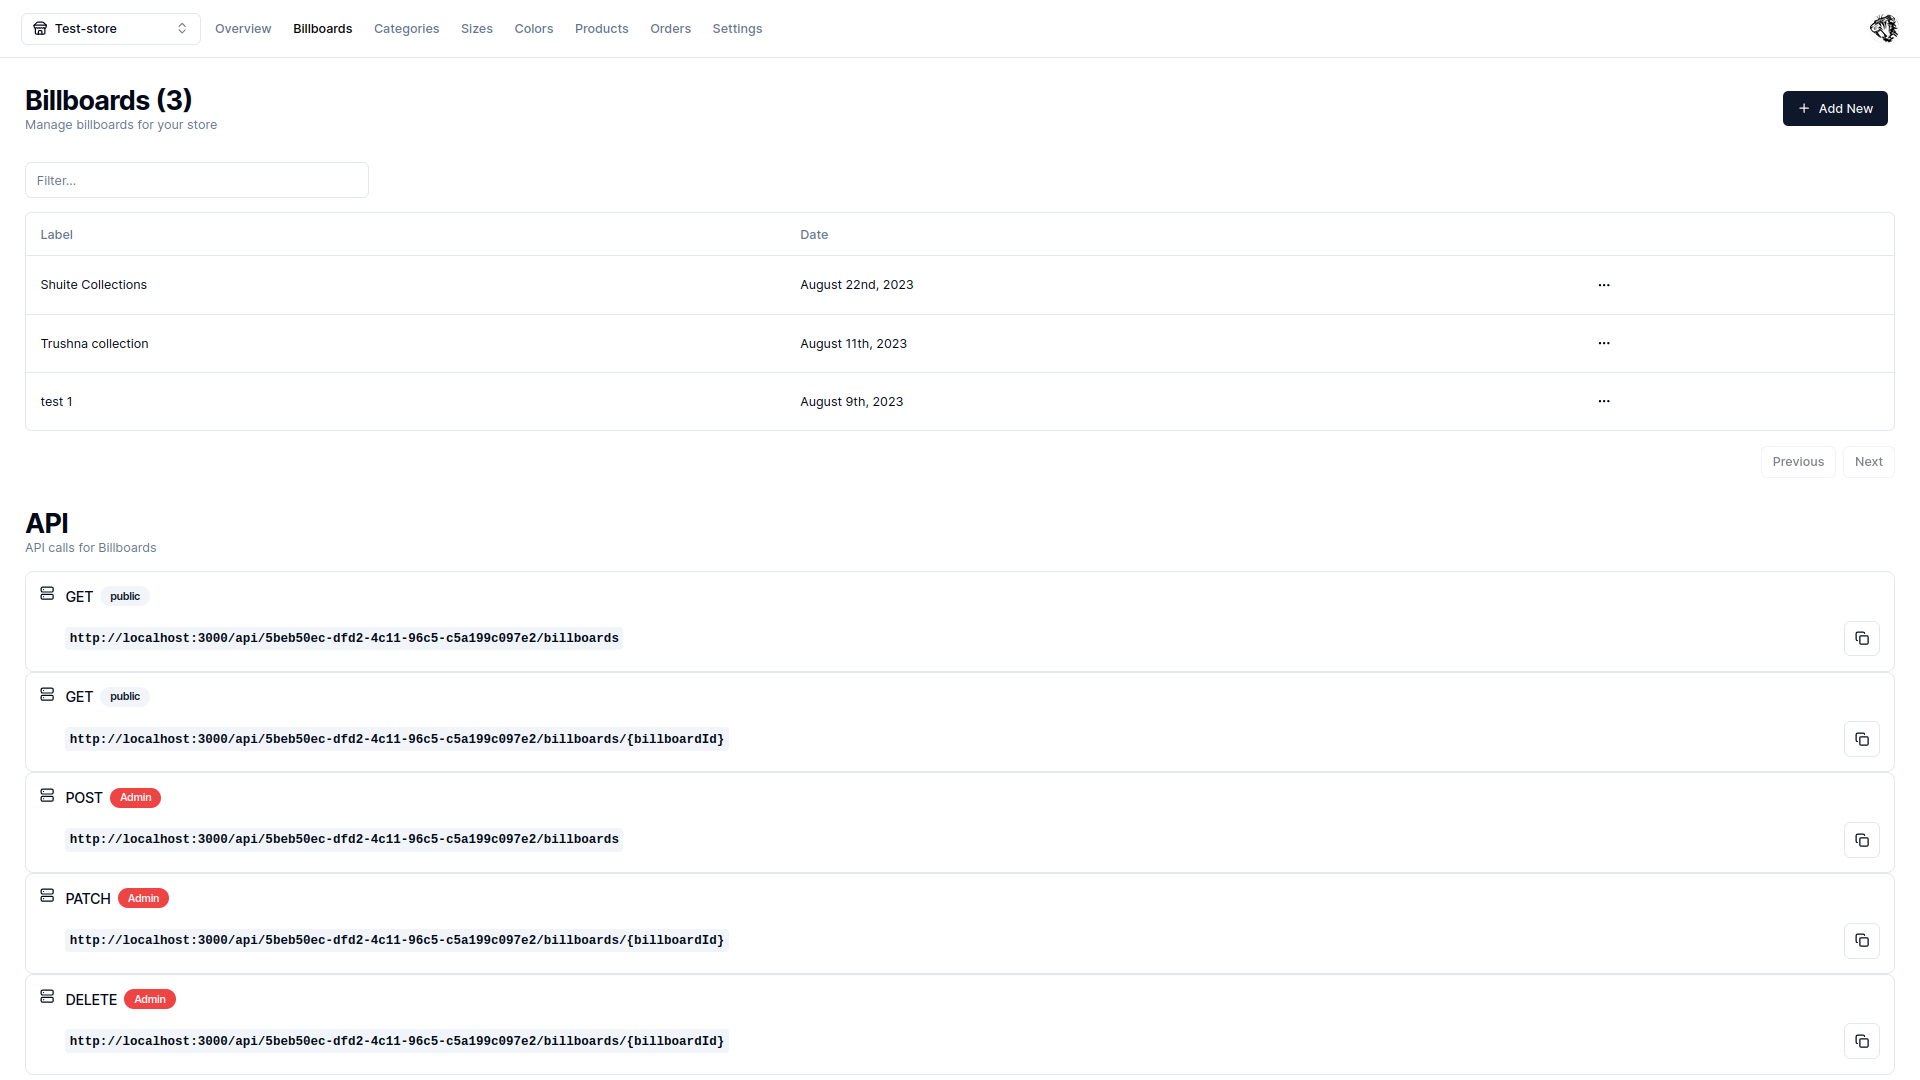 Test-store Overview Billboards Categories Sizes Colors Products Orders Settings
Billboards (3)
Manage billboards for your store
+ Add New
Filter...
Label Date
Shuite Collections August 22nd, 2023 ...
Trushna collection August 11th, 2023 ...
test 1 August 9th, 2023 ...
Previous Next
API
API calls for Billboards
GET public
http://localhost:3000/api/5beb50ec-dfd2-4c11-96c5-c5a199c097e2/billboards
GET public
http://localhost:3000/api/5beb50ec-dfd2-4c11-96c5-c5a199c097e2/billboards/{billboardId}
POST Admin
http://localhost:3000/api/5beb50ec-dfd2-4c11-96c5-c5a199c097e2/billboards
PATCH Admin
http://localhost:3000/api/5beb50ec-dfd2-4c11-96c5-c5a199c097e2/billboards/{billboardId}
DELETE Admin
http://localhost:3000/api/5beb50ec-dfd2-4c11-96c5-c5a199c097e2/billboards/{billboardId}